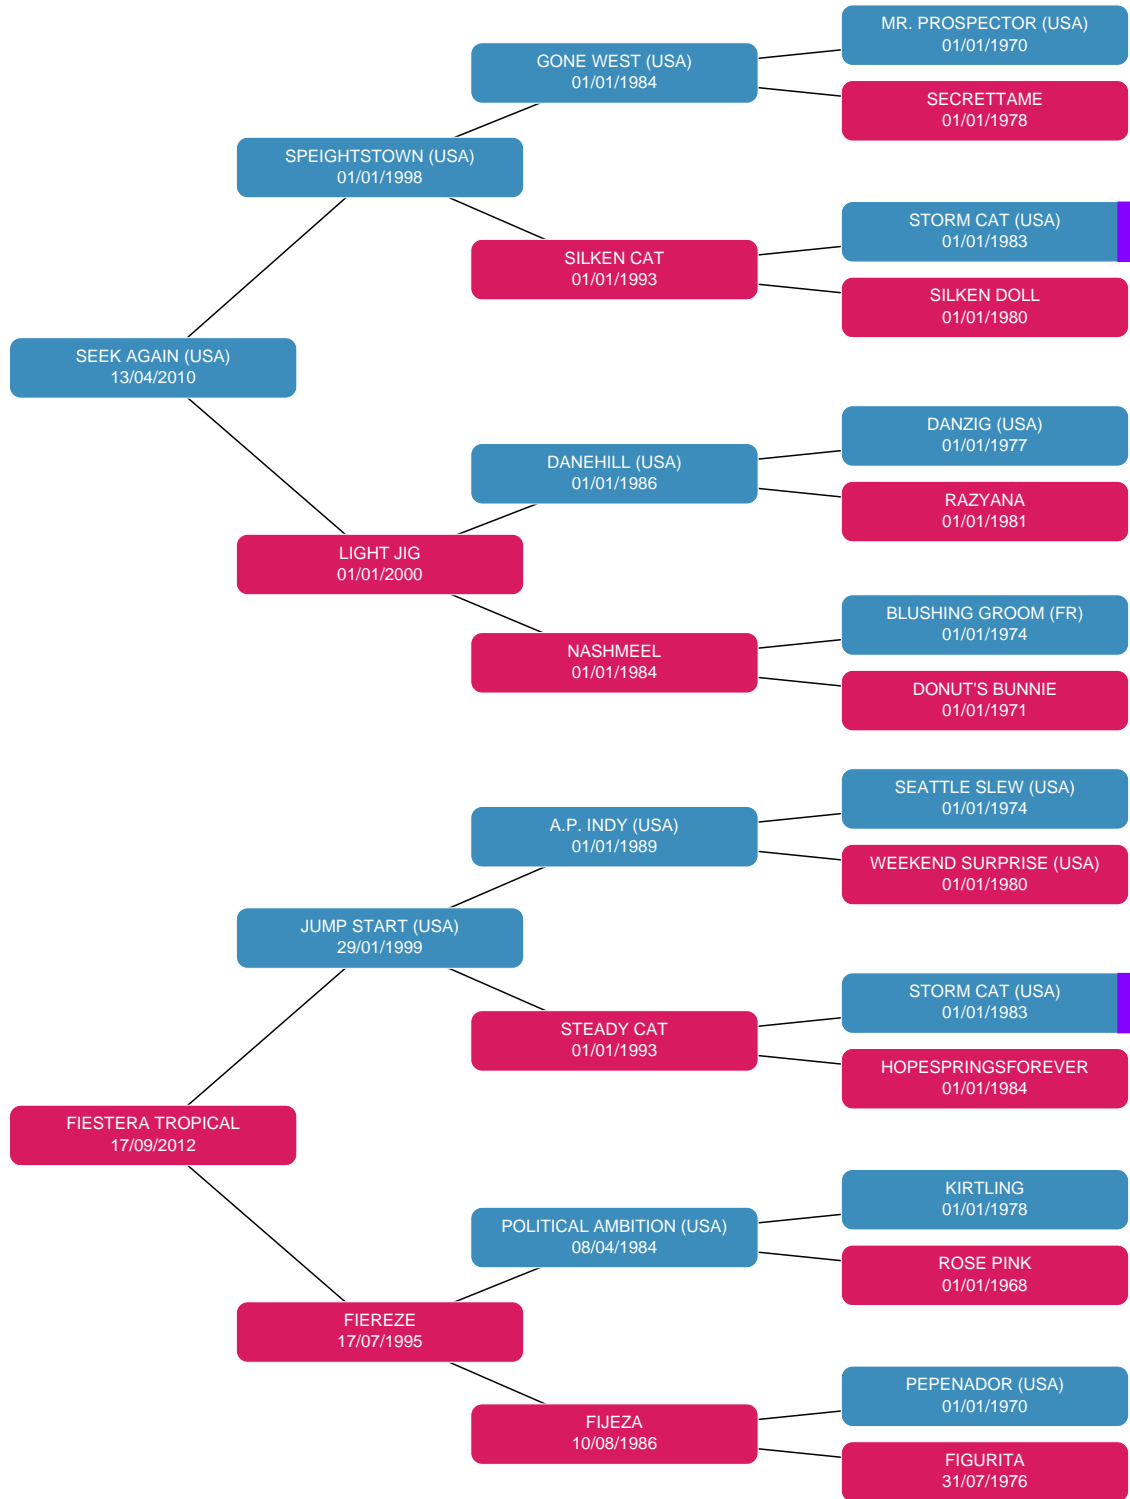 MR. PROSPECTOR (USA)
01/01/1970
GONE WEST (USA)
01/01/1984
SECRETTAME
01/01/1978
SPEIGHTSTOWN (USA)
01/01/1998
STORM CAT (USA)
01/01/1983
SILKEN CAT
01/01/1993
SILKEN DOLL
01/01/1980
SEEK AGAIN (USA)
13/04/2010
DANZIG (USA)
01/01/1977
DANEHILL (USA)
01/01/1986
RAZYANA
01/01/1981
LIGHT JIG
01/01/2000
BLUSHING GROOM (FR)
01/01/1974
NASHMEEL
01/01/1984
DONUT'S BUNNIE
01/01/1971
SEATTLE SLEW (USA)
01/01/1974
A.P. INDY (USA)
01/01/1989
WEEKEND SURPRISE (USA)
01/01/1980
JUMP START (USA)
29/01/1999
STORM CAT (USA)
01/01/1983
STEADY CAT
01/01/1993
HOPESPRINGSFOREVER
01/01/1984
FIESTERA TROPICAL
17/09/2012
KIRTLING
01/01/1978
POLITICAL AMBITION (USA)
08/04/1984
ROSE PINK
01/01/1968
FIEREZE
17/07/1995
PEPENADOR (USA)
01/01/1970
FIJEZA
10/08/1986
FIGURITA
31/07/1976